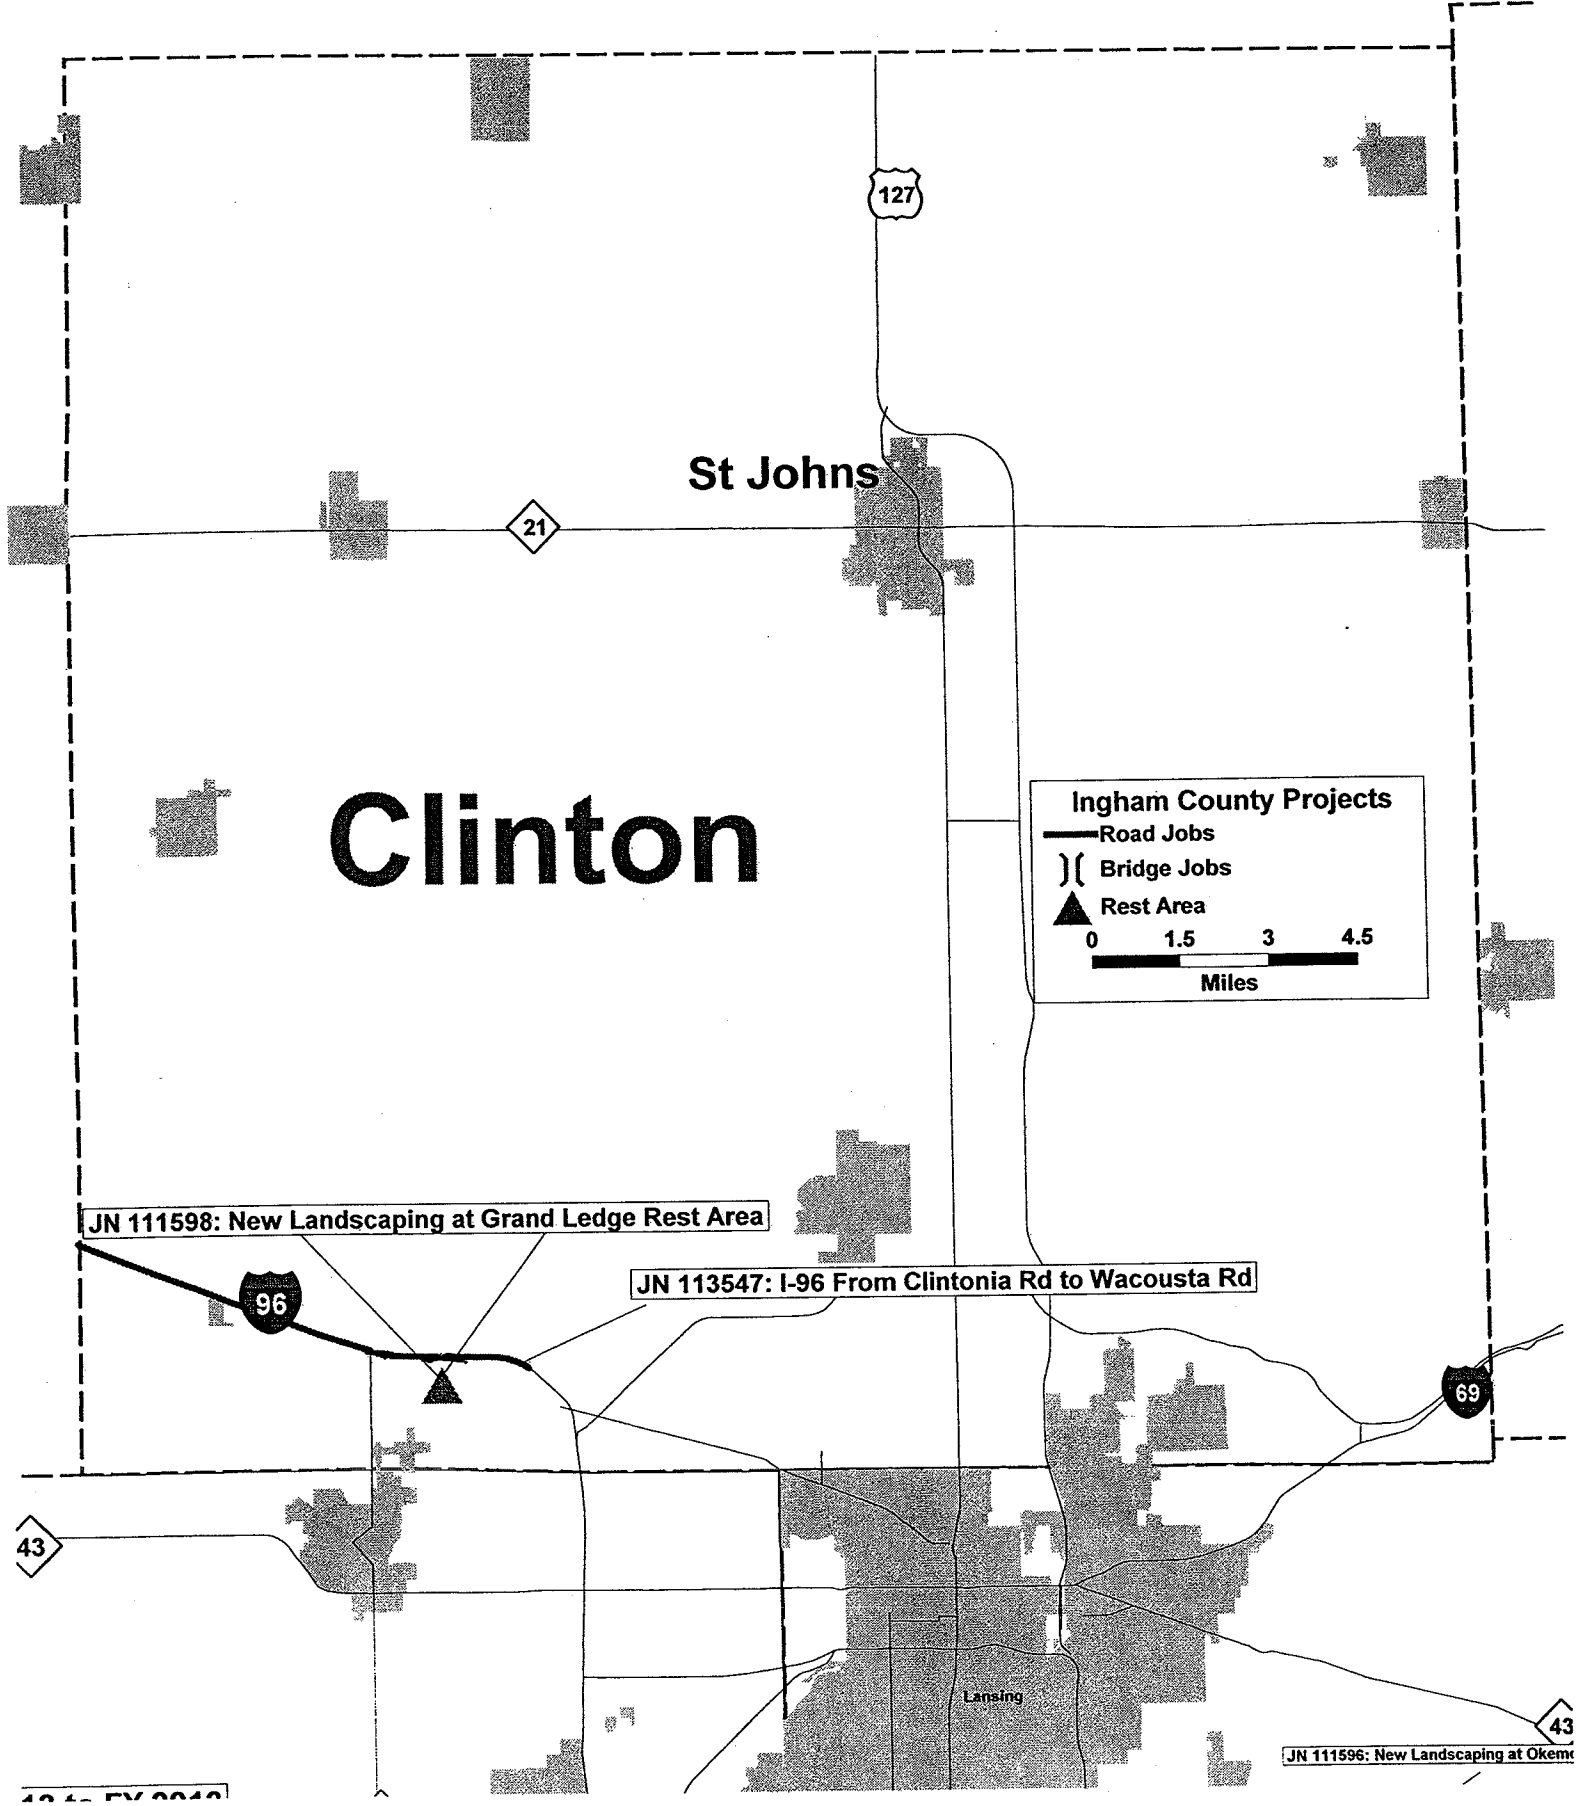 127
St Johns
21
Clinton
Ingham County Projects
Road Jobs
Bridge Jobs
Rest Area
0 1.5 3 4.5
Miles
JN 111598: New Landscaping at Grand Ledge Rest Area
JN 113547: I-96 From Clintonia Rd to Wacousta Rd
96
69
43
Lansing
43
JN 111596: New Landscaping at Okemo